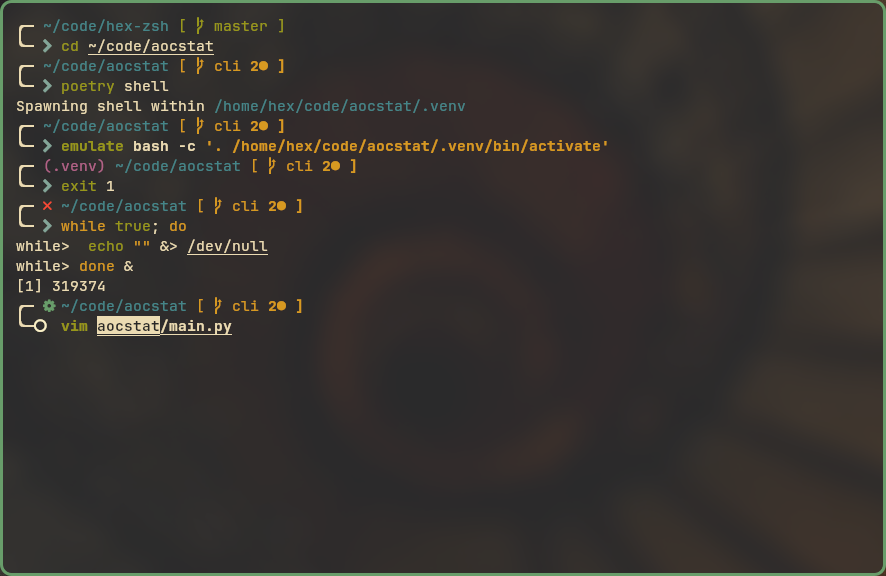 ~/code/hex-zsh [ master ]
❯ cd ~/code/aocstat
~/code/aocstat [ cli 2● ]
❯ poetry shell
Spawning shell within /home/hex/code/aocstat/.venv
~/code/aocstat [ cli 2● ]
❯ emulate bash -c '. /home/hex/code/aocstat/.venv/bin/activate'
(.venv) ~/code/aocstat [ cli 2● ]
❯ exit 1
✕ ~/code/aocstat [ cli 2● ]
❯ while true; do
while>  echo "" &> /dev/null
while> done &
[1] 319374
~/code/aocstat [ cli 2● ]
vim aocstat/main.py